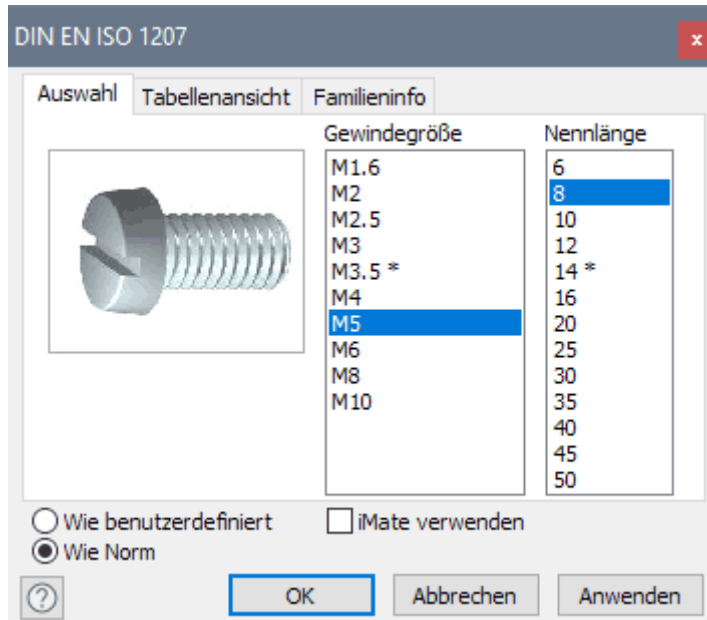 DIN EN ISO 1207
x
Auswahl Tabellenansicht Familieninfo
Gewindegröße Nennlänge
M1.6 6
M2 8
M2.5 10
M3 12
M3.5 * 14 *
M4 16
M5 20
M6 25
M8 30
M10 35
40
45
50
Wie benutzerdefiniert iMate verwenden
Wie Norm
? OK Abbrechen Anwenden